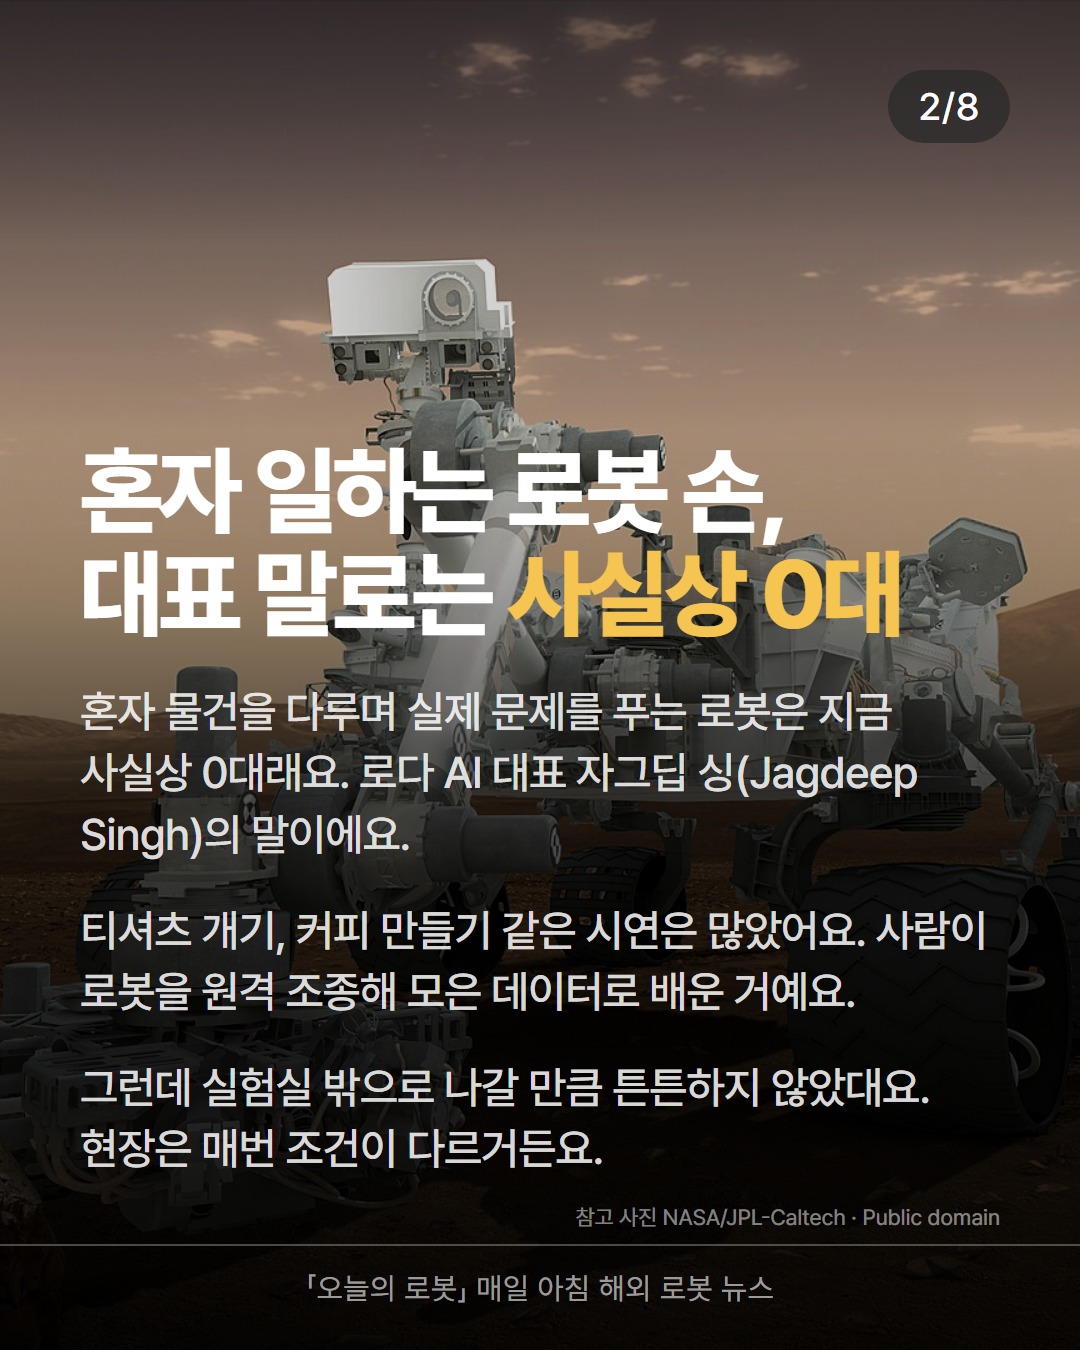 2/8
혼자 일하는 로봇 손,
대표 말로는 사실상 0대
혼자 물건을 다루며 실제 문제를 푸는 로봇은 지금
사실상 0대래요. 로다 AI 대표 자그딥 싱(Jagdeep
Singh)의 말이에요.
티셔츠 개기, 커피 만들기 같은 시연은 많았어요. 사람이
로봇을 원격 조종해 모은 데이터로 배운 거예요.
그런데 실험실 밖으로 나갈 만큼 튼튼하지 않았대요.
현장은 매번 조건이 다르거든요.
참고 사진 NASA/JPL-Caltech · Public domain
「오늘의 로봇」 매일 아침 해외 로봇 뉴스